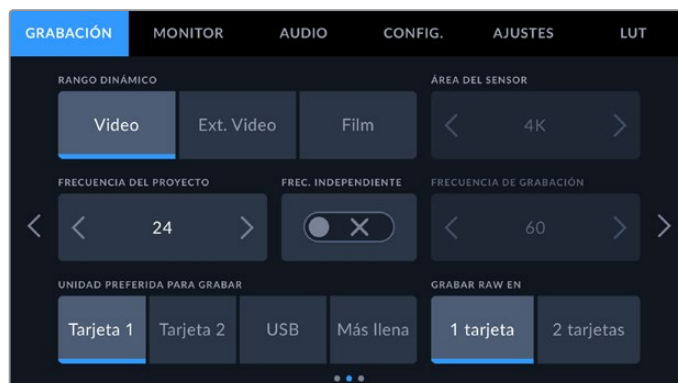 GRABACIÓN MONITOR AUDIO CONFIG. AJUSTES LUT
RANGO DINÁMICO ÁREA DEL SENSOR
Video Ext. Video Film 4K
FRECUENCIA DEL PROYECTO FREC. INDEPENDIENTE FRECUENCIA DE GRABACIÓN
24 60
UNIDAD PREFERIDA PARA GRABAR GRABAR RAW EN
Tarjeta 1 Tarjeta 2 USB Más llena 1 tarjeta 2 tarjetas